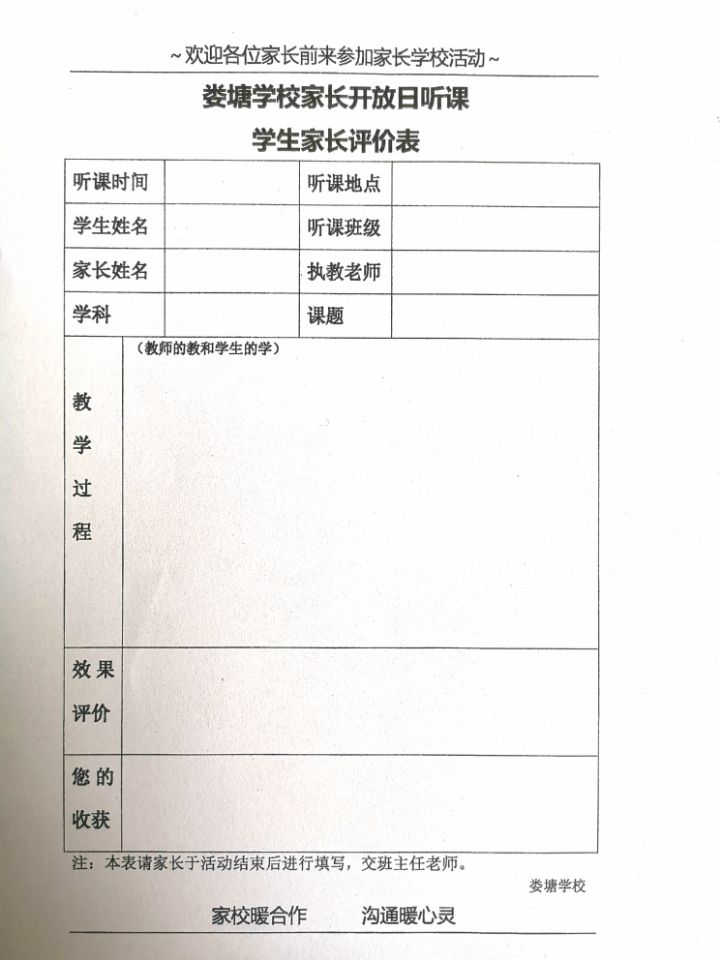 ~欢迎各位家长前来参加家长学校活动~
娄塘学校家长开放日听课
学生家长评价表
听课时间 听课地点
学生姓名 听课班级
家长姓名 执教老师
学科 课题
（教师的教和学生的学）
教
学
过
程
效果
评价
您的
收获
注：本表请家长于活动结束后进行填写，交班主任老师。
娄塘学校
家校暖合作 沟通暖心灵